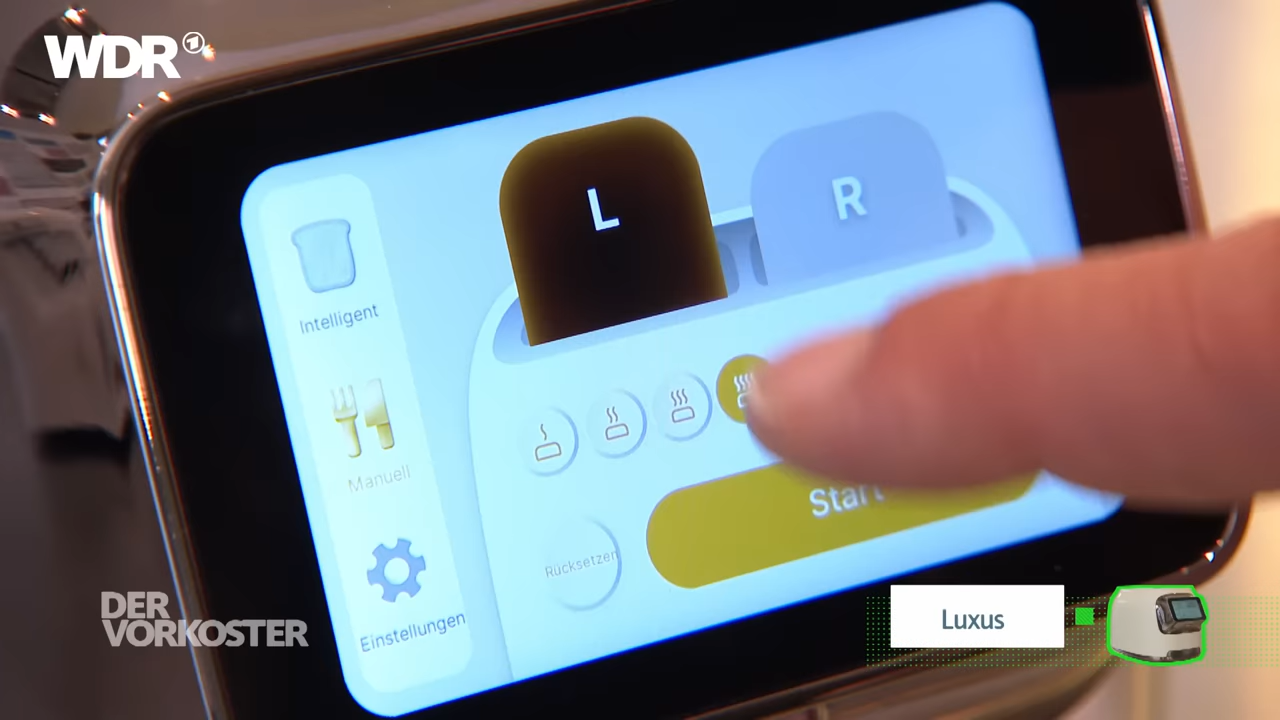 WDR
L
R
Intelligent
Manuell
Start
Rücksetzen
Einstellungen
DER
VORKOSTER
Luxus